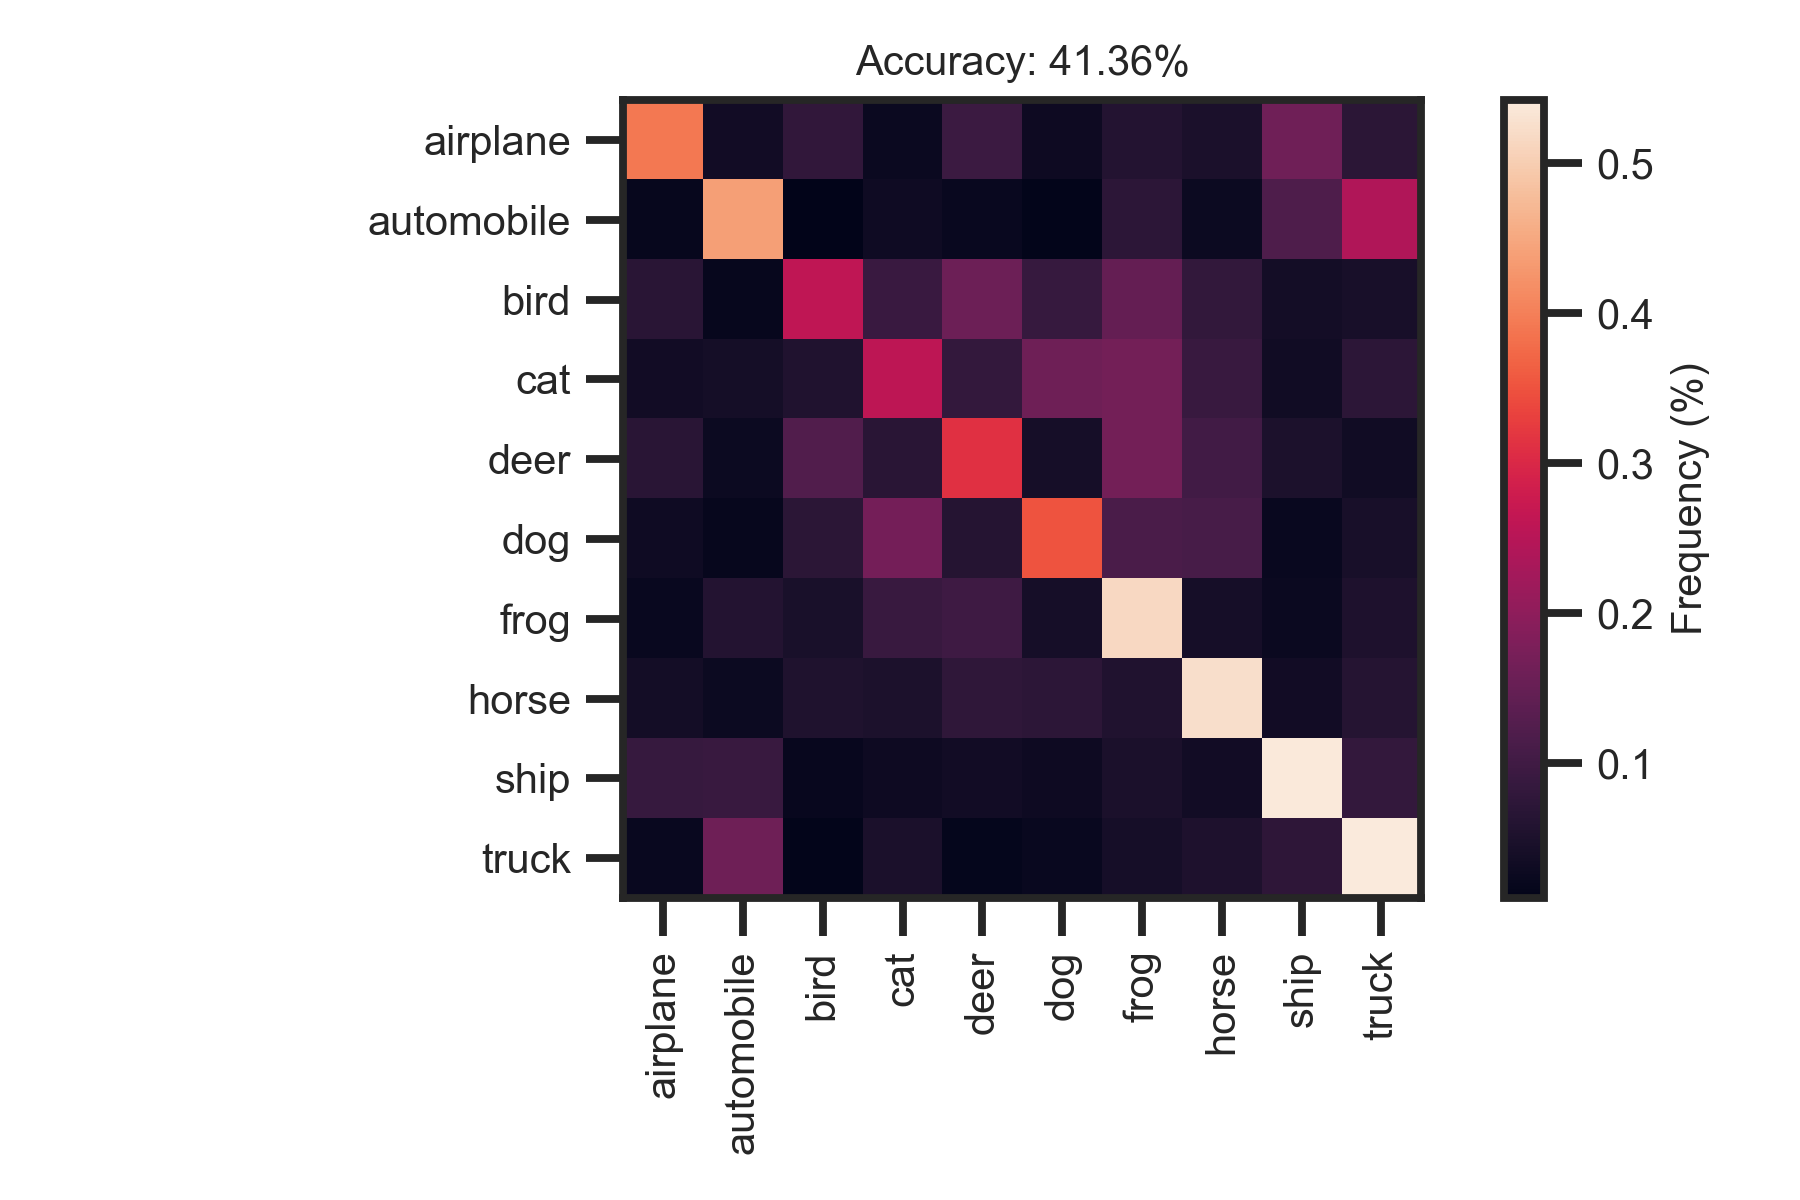 Accuracy: 41.36%
airplane
automobile
bird
cat
deer
dog
frog
horse
ship
truck
airplane
automobile
bird
cat
deer
dog
frog
horse
ship
truck
0.5
0.4
0.3
0.2
0.1
Frequency (%)